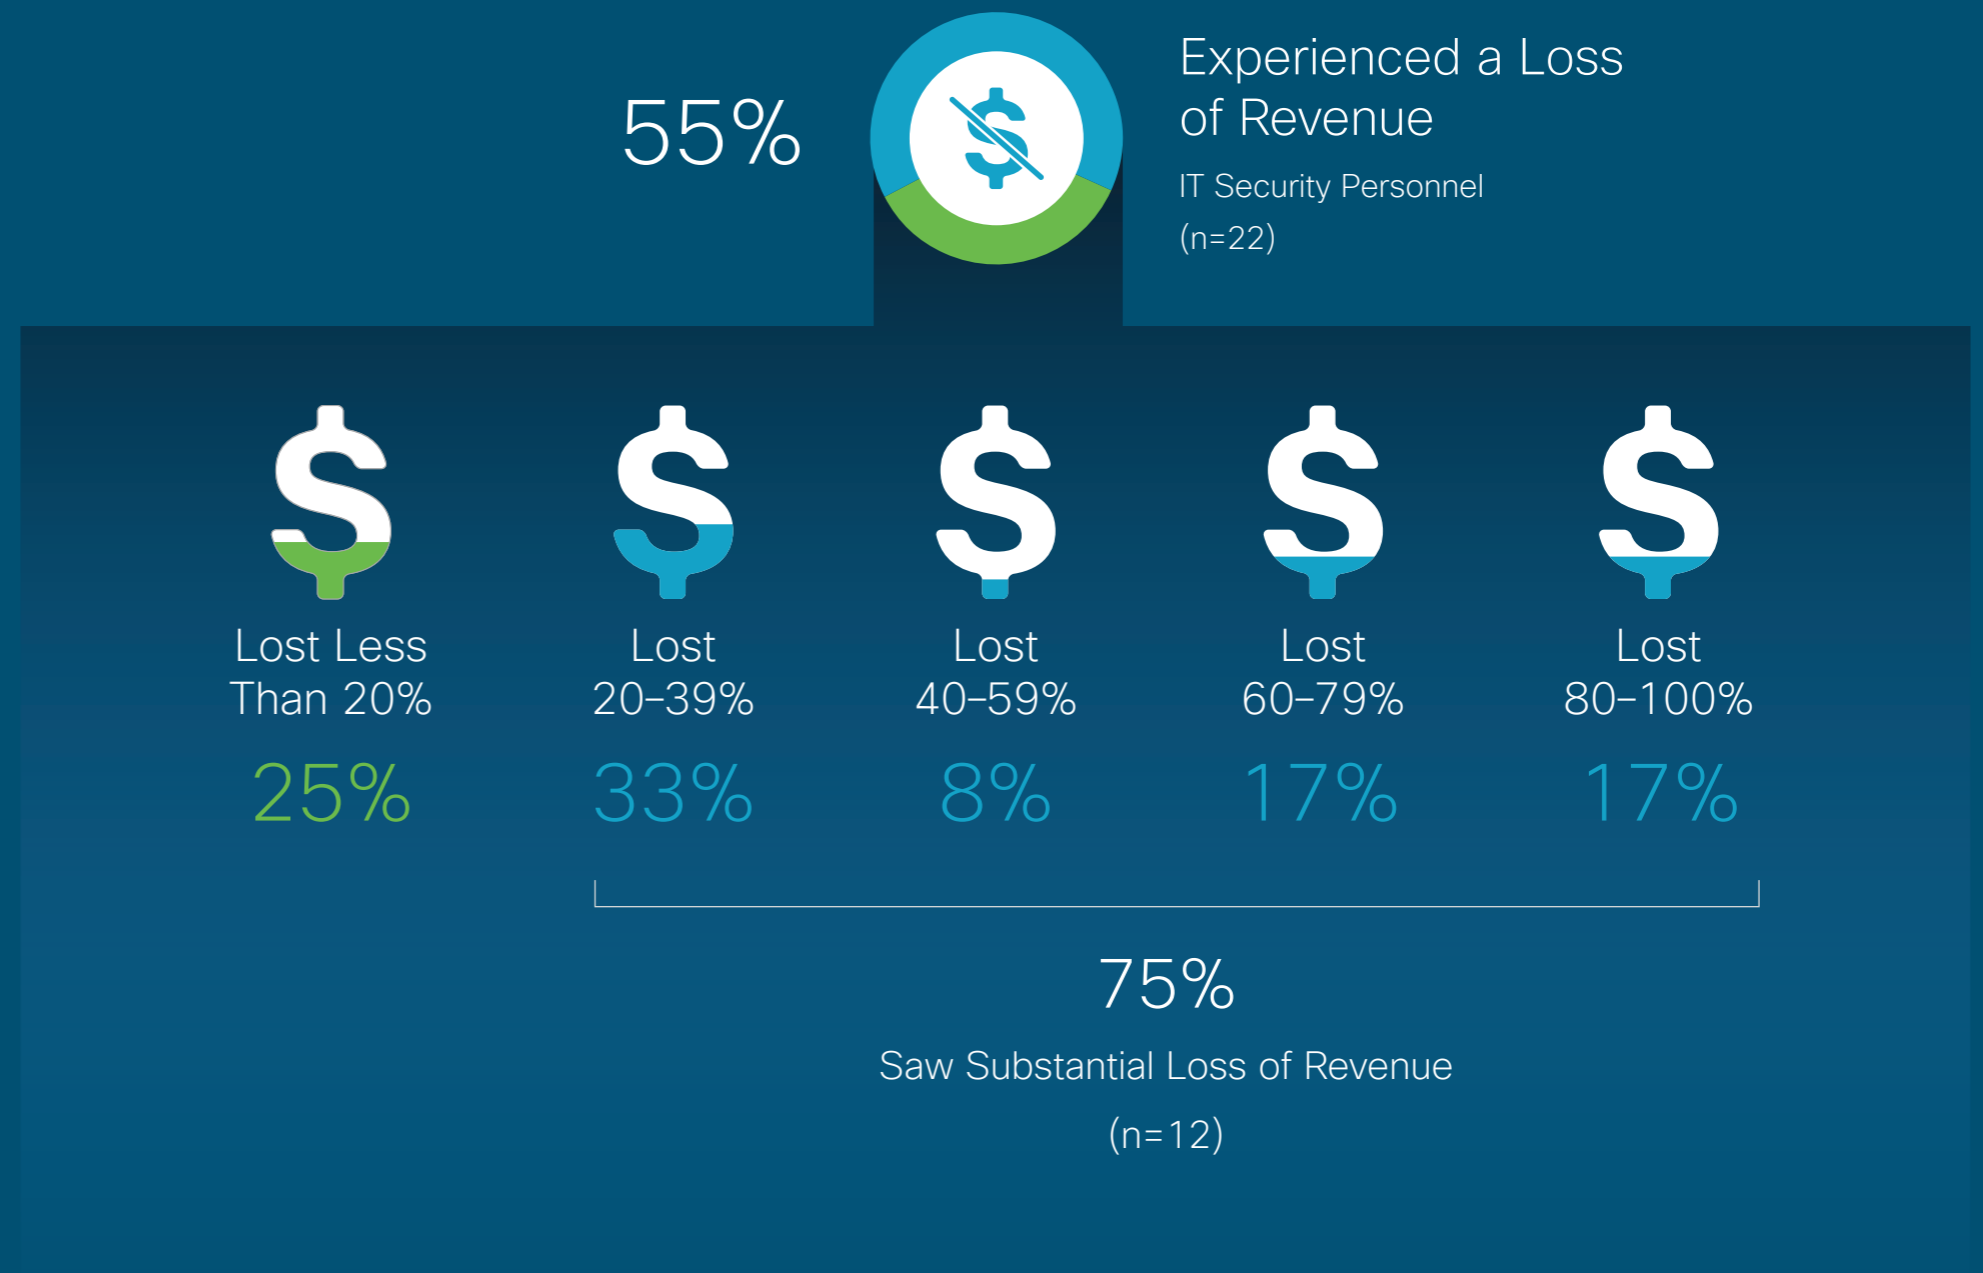 55%
Experienced a Loss
of Revenue
IT Security Personnel
(n=22)
Lost Less
Than 20%
25%
Lost
20–39%
33%
Lost
40–59%
8%
Lost
60–79%
17%
Lost
80–100%
17%
75%
Saw Substantial Loss of Revenue
(n=12)